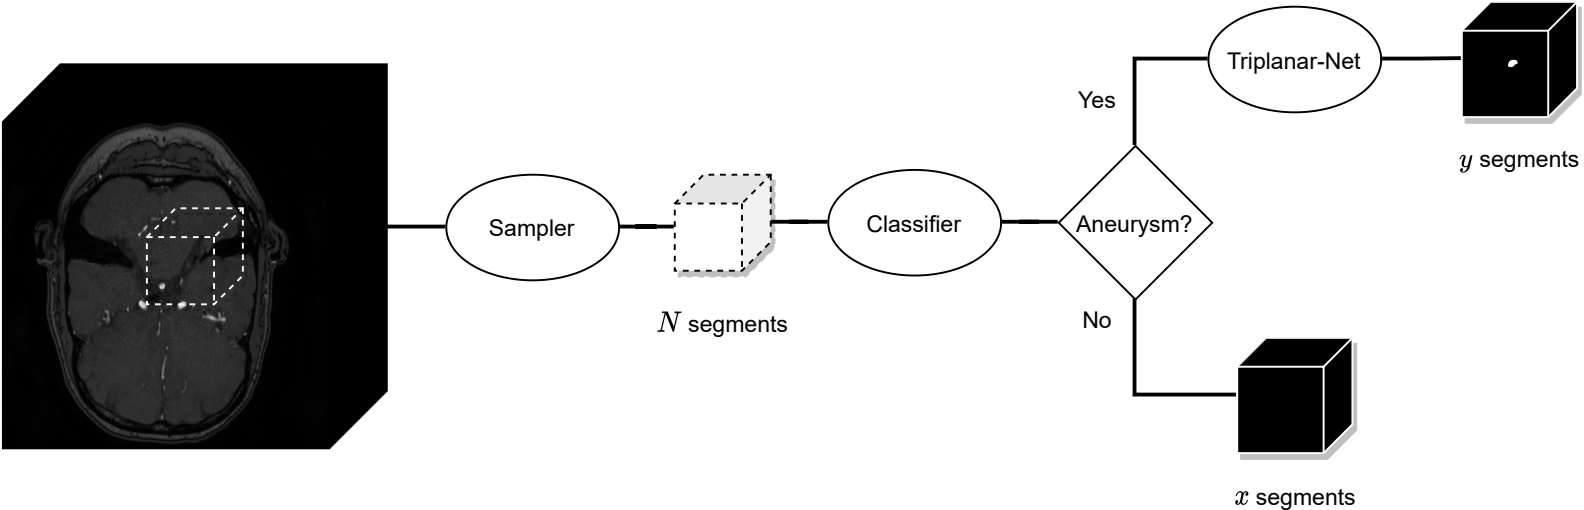 Sampler
N segments
Classifier
Aneurysm?
Yes
Triplanar-Net
y segments
No
x segments